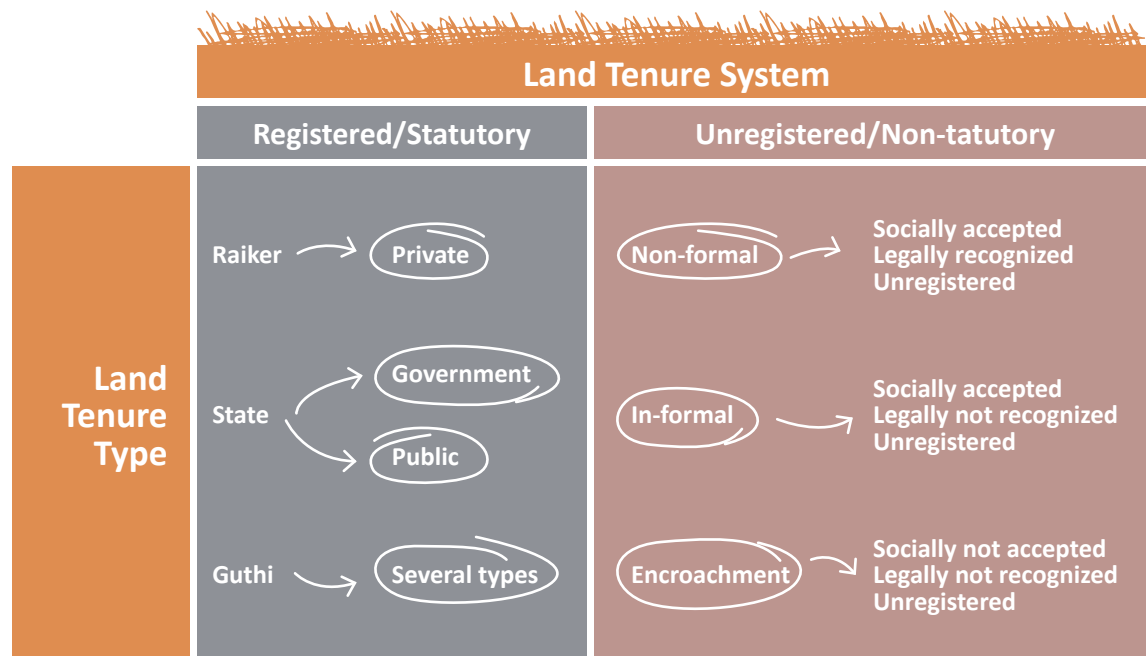 Land Tenure System
Registered/Statutory
Unregistered/Non-tatutory
Land
Tenure
Type
Raiker
Private
State
Government
Public
Guthi
Several types
Non-formal
Socially accepted
Legally recognized
Unregistered
In-formal
Socially accepted
Legally not recognized
Unregistered
Encroachment
Socially not accepted
Legally not recognized
Unregistered